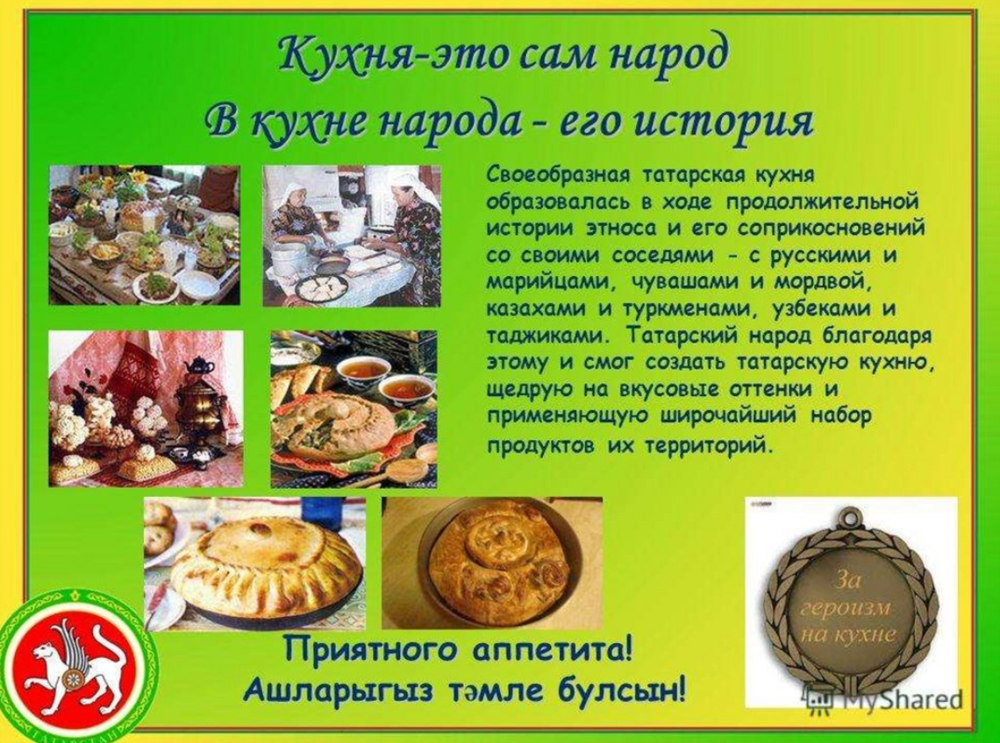 Кухня-это сам народ
В кухне народа - его история
Своеобразная татарская кухня
образовалась в ходе продолжительной
истории этноса и его соприкосновений
со своими соседями - с русскими и
марийцами, чувашами и мордвой,
казахами и туркменами, узбеками и
таджиками. Татарский народ благодаря
этому и смог создать татарскую кухню,
щедрую на вкусовые оттенки и
применяющую широчайший набор
продуктов их территорий.
За
героизм
на кухне
Приятного аппетита!
Ашларыгыз тәмле булсын!
ТАТАРСТАН
MyShared